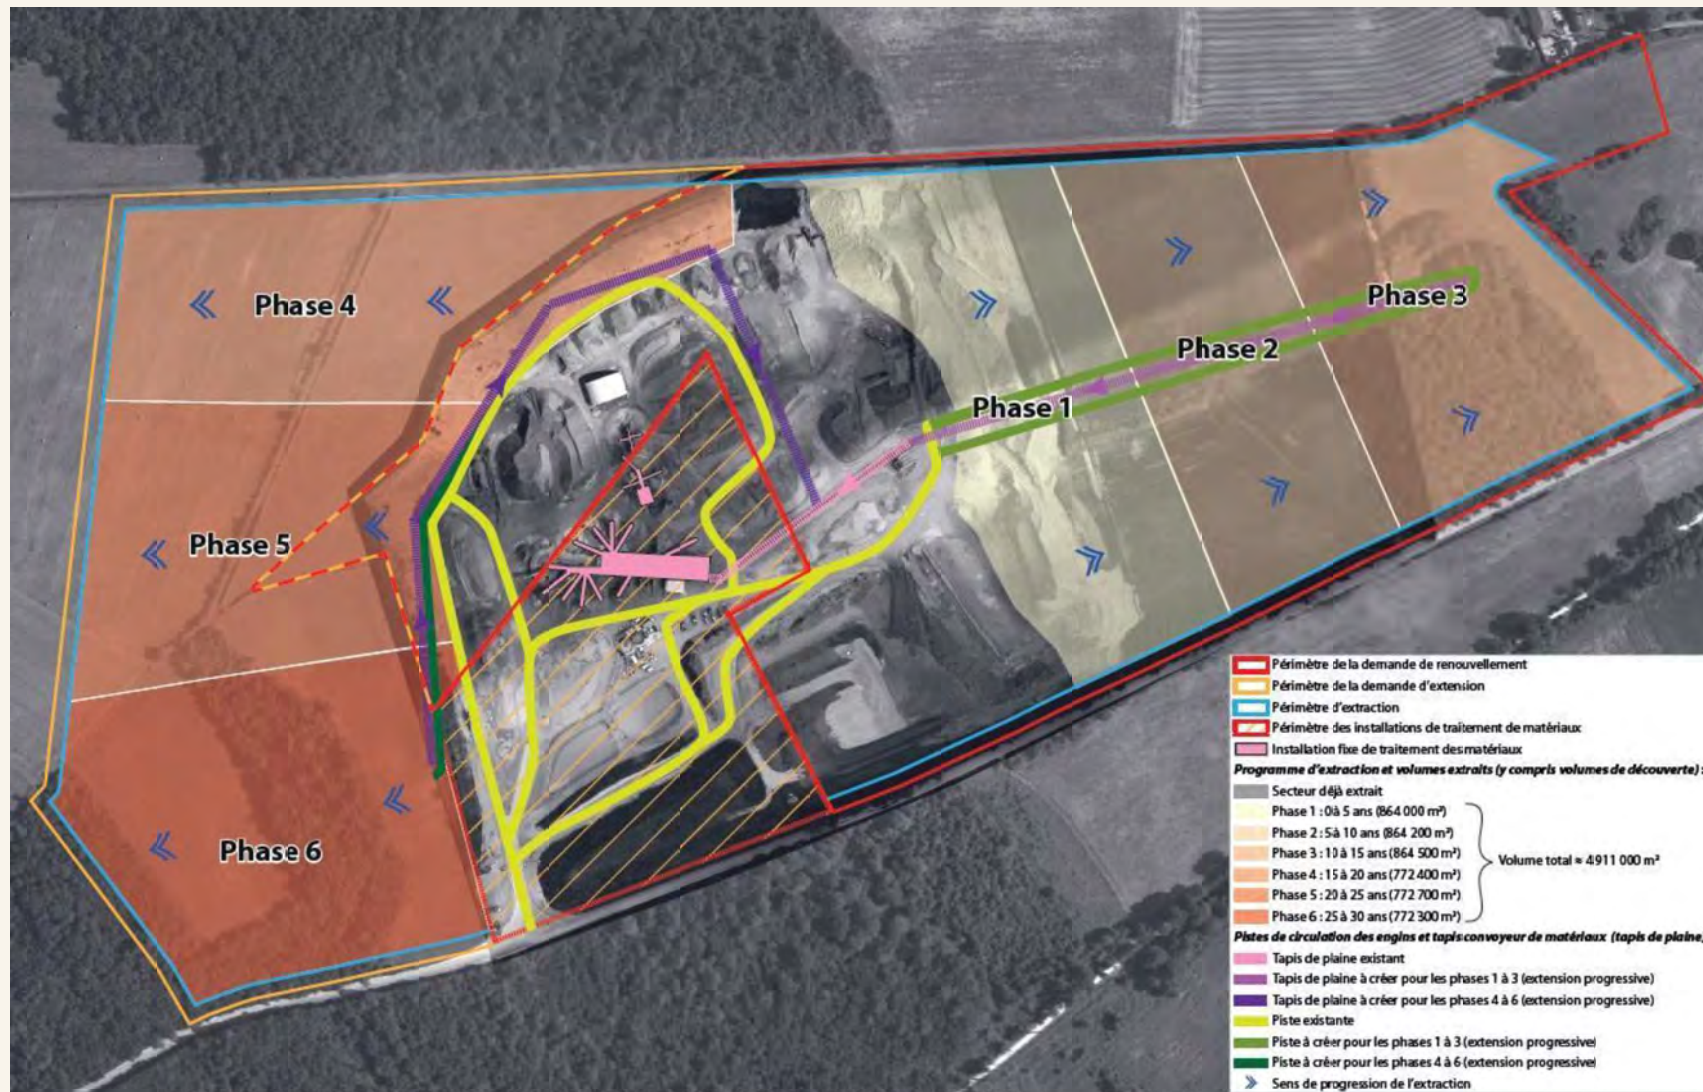 Phase 4
Phase 3
Phase 2
Phase 1
Phase 5
Phase 6
Périmètre de la demande de renouvellement
Périmètre de la demande d'extension
Périmètre d'extraction
Périmètre des installations de traitement de matériaux
Installation fixe de traitement des matériaux
Programme d'extraction et volumes extraits (y compris volumes de découverte) :
Secteur déjà extrait
Phase 1 : 0 à 5 ans (864 000 m³)
Phase 2 : 5 à 10 ans (864 200 m³)
Phase 3 : 10 à 15 ans (864 500 m³)
Phase 4 : 15 à 20 ans (772 400 m³)
Phase 5 : 20 à 25 ans (772 700 m³)
Phase 6 : 25 à 30 ans (772 300 m³)
Volume total ≈ 4 911 000 m³
Pistes de circulation des engins et tapis convoyeur de matériaux (tapis de plaine)
Tapis de plaine existant
Tapis de plaine à créer pour les phases 1 à 3 (extension progressive)
Tapis de plaine à créer pour les phases 4 à 6 (extension progressive)
Piste existante
Piste à créer pour les phases 1 à 3 (extension progressive)
Piste à créer pour les phases 4 à 6 (extension progressive)
Sens de progression de l'extraction